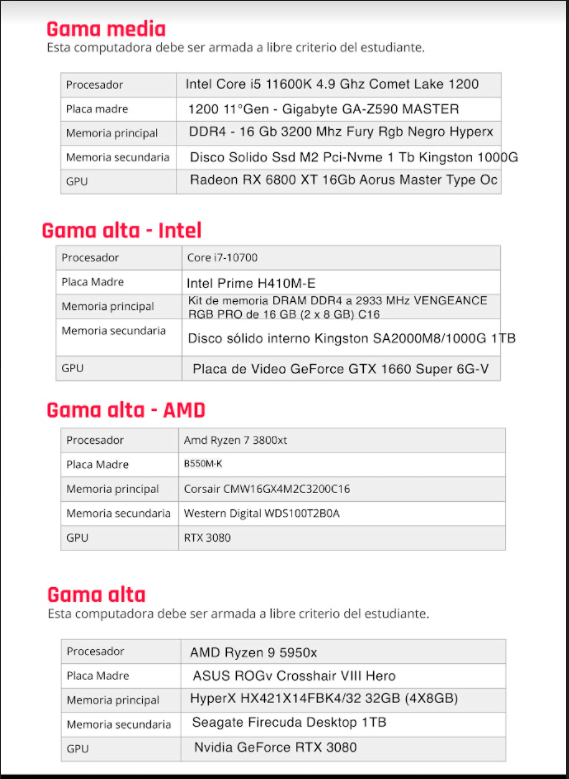 Gama media
Esta computadora debe ser armada a libre criterio del estudiante.
Procesador Intel Core i5 11600K 4.9 Ghz Comet Lake 1200
Placa madre 1200 11°Gen - Gigabyte GA-Z590 MASTER
Memoria principal DDR4 - 16 Gb 3200 Mhz Fury Rgb Negro Hyperx
Memoria secundaria Disco Solido Ssd M2 Pci-Nvme 1 Tb Kingston 1000G
GPU Radeon RX 6800 XT 16Gb Aorus Master Type Oc
Gama alta - Intel
Procesador Core i7-10700
Placa Madre Intel Prime H410M-E
Memoria principal Kit de memoria DRAM DDR4 a 2933 MHz VENGEANCE
RGB PRO de 16 GB (2 x 8 GB) C16
Memoria secundaria Disco sólido interno Kingston SA2000M8/1000G 1TB
GPU Placa de Video GeForce GTX 1660 Super 6G-V
Gama alta - AMD
Procesador Amd Ryzen 7 3800xt
Placa Madre B550M-K
Memoria principal Corsair CMW16GX4M2C3200C16
Memoria secundaria Western Digital WDS100T2B0A
GPU RTX 3080
Gama alta
Esta computadora debe ser armada a libre criterio del estudiante.
Procesador AMD Ryzen 9 5950x
Placa Madre ASUS ROGv Crosshair VIII Hero
Memoria principal HyperX HX421X14FBK4/32 32GB (4X8GB)
Memoria secundaria Seagate Firecuda Desktop 1TB
GPU Nvidia GeForce RTX 3080